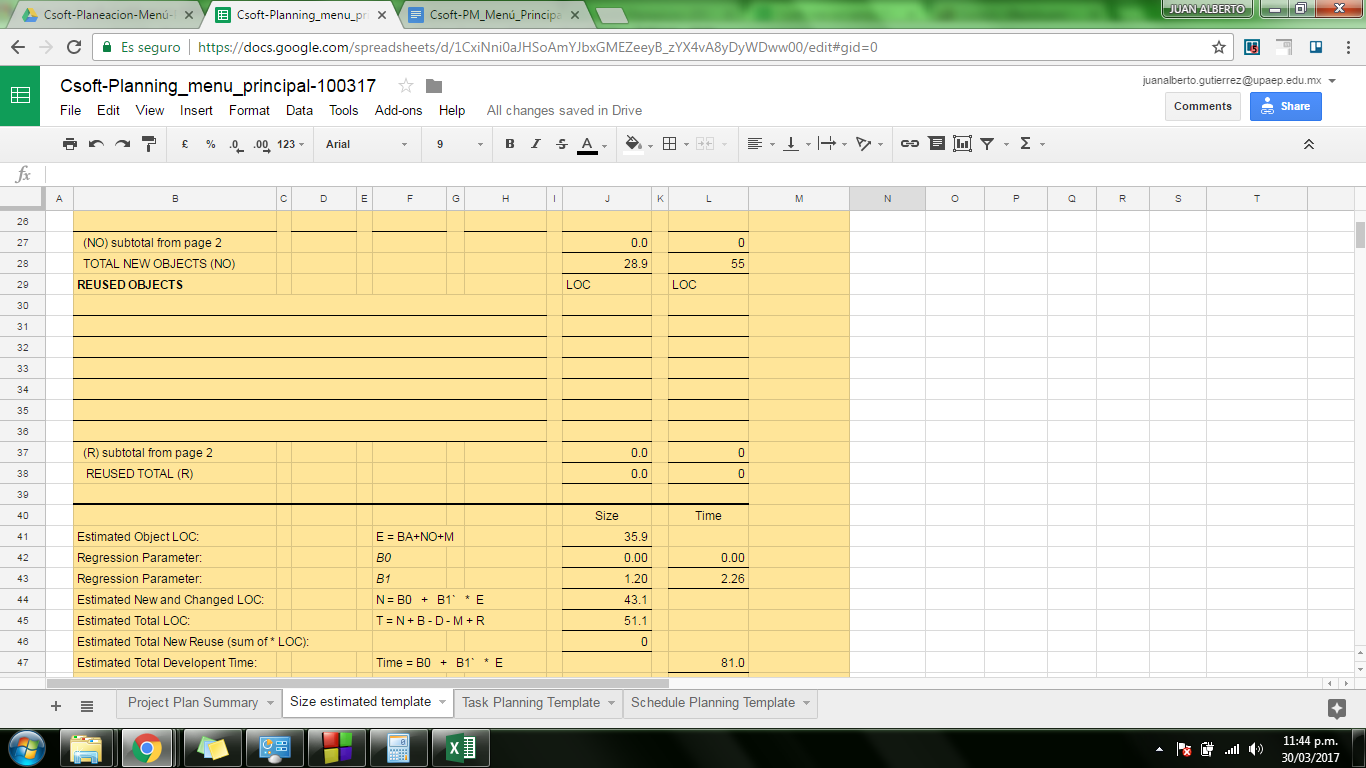 Csoft-Planeacion-Menú- Csoft-Planning_menu_pri Csoft-PM_Menú_Principa JUAN ALBERTO
Es seguro https://docs.google.com/spreadsheets/d/1CxiNni0aJHSoAmYJbxGMEZeeyB_zYX4vA8yDyWDww00/edit#gid=0
Csoft-Planning_menu_principal-100317 juanalberto.gutierrez@upaep.edu.mx
File Edit View Insert Format Data Tools Add-ons Help All changes saved in Drive Comments Share
£ % .0 .00 123 Arial 9 B I S A Σ
fx
A B C D E F G H I J K L M N O P Q R S T
26
27 (NO) subtotal from page 2 0.0 0
28 TOTAL NEW OBJECTS (NO) 28.9 55
29 REUSED OBJECTS LOC LOC
30
31
32
33
34
35
36
37 (R) subtotal from page 2 0.0 0
38 REUSED TOTAL (R) 0.0 0
39
40 Size Time
41 Estimated Object LOC: E = BA+NO+M 35.9
42 Regression Parameter: B0 0.00 0.00
43 Regression Parameter: B1 1.20 2.26
44 Estimated New and Changed LOC: N = B0 + B1` * E 43.1
45 Estimated Total LOC: T = N + B - D - M + R 51.1
46 Estimated Total New Reuse (sum of * LOC): 0
47 Estimated Total Developent Time: Time = B0 + B1` * E 81.0
Project Plan Summary Size estimated template Task Planning Template Schedule Planning Template
11:44 p.m.
30/03/2017